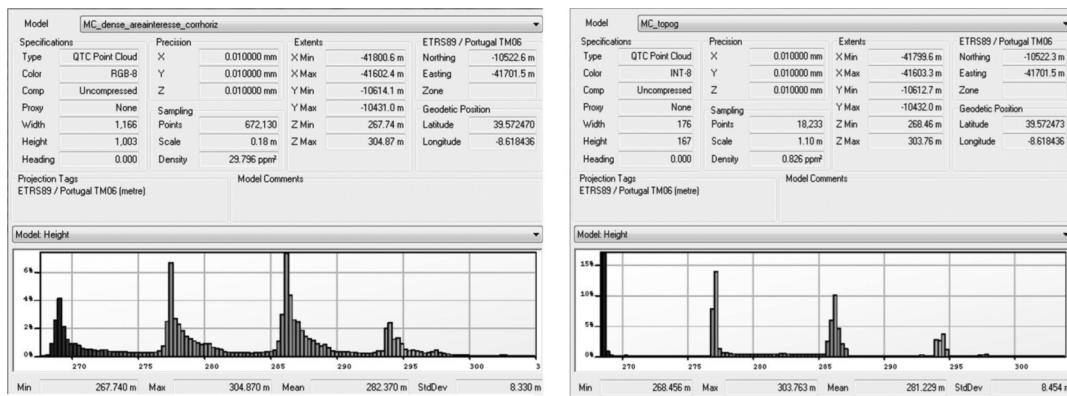 Model MC_dense_areainteresse_corrhoriz
Specifications Precision Extents ETRS89 / Portugal TM06
Type QTC Point Cloud X 0.010000 mm X Min -41800.6 m Northing -10522.6 m
Color RGB-8 Y 0.010000 mm X Max -41602.4 m Easting -41701.5 m
Comp Uncompressed Z 0.010000 mm Y Min -10614.1 m Zone
Proxy None Sampling Y Max -10431.0 m Geodetic Position
Width 1,166 Points 672,130 Z Min 267.74 m Latitude 39.572470
Height 1,003 Scale 0.18 m Z Max 304.87 m Longitude -8.618436
Heading 0.000 Density 29.796 ppm²
Projection Tags Model Comments
ETRS89 / Portugal TM06 (metre)
Model: Height
6%
4%
2%
0%
270 275 280 285 290 295 300 3
Min 267.740 m Max 304.870 m Mean 282.370 m StdDev 8.330 m
Model MC_topog
Specifications Precision Extents ETRS89 / Portugal TM06
Type QTC Point Cloud X 0.010000 mm X Min -41799.6 m Northing -10522.3 m
Color INT-8 Y 0.010000 mm X Max -41603.3 m Easting -41701.5 m
Comp Uncompressed Z 0.010000 mm Y Min -10612.7 m Zone
Proxy None Sampling Y Max -10432.0 m Geodetic Position
Width 176 Points 18,233 Z Min 268.46 m Latitude 39.572473
Height 167 Scale 1.10 m Z Max 303.76 m Longitude -8.618436
Heading 0.000 Density 0.826 ppm²
Projection Tags Model Comments
ETRS89 / Portugal TM06 (metre)
Model: Height
15%
10%
5%
0%
270 275 280 285 290 295 300
Min 268.456 m Max 303.763 m Mean 281.229 m StdDev 8.454 m